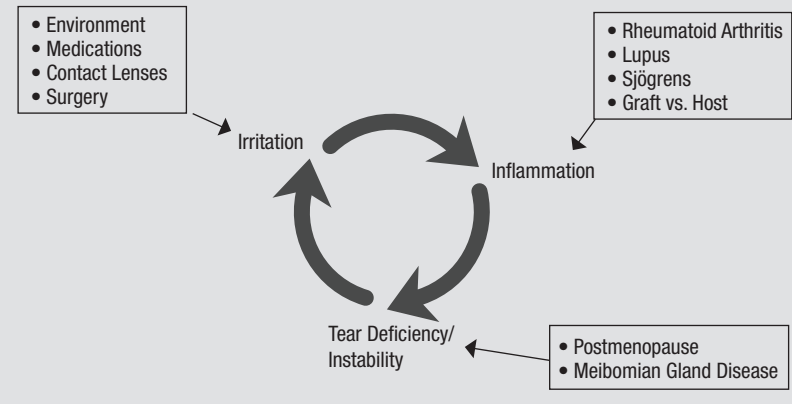 • Environment
• Medications
• Contact Lenses
• Surgery
• Rheumatoid Arthritis
• Lupus
• Sjögrens
• Graft vs. Host
Irritation
Inflammation
Tear Deficiency/
Instability
• Postmenopause
• Meibomian Gland Disease